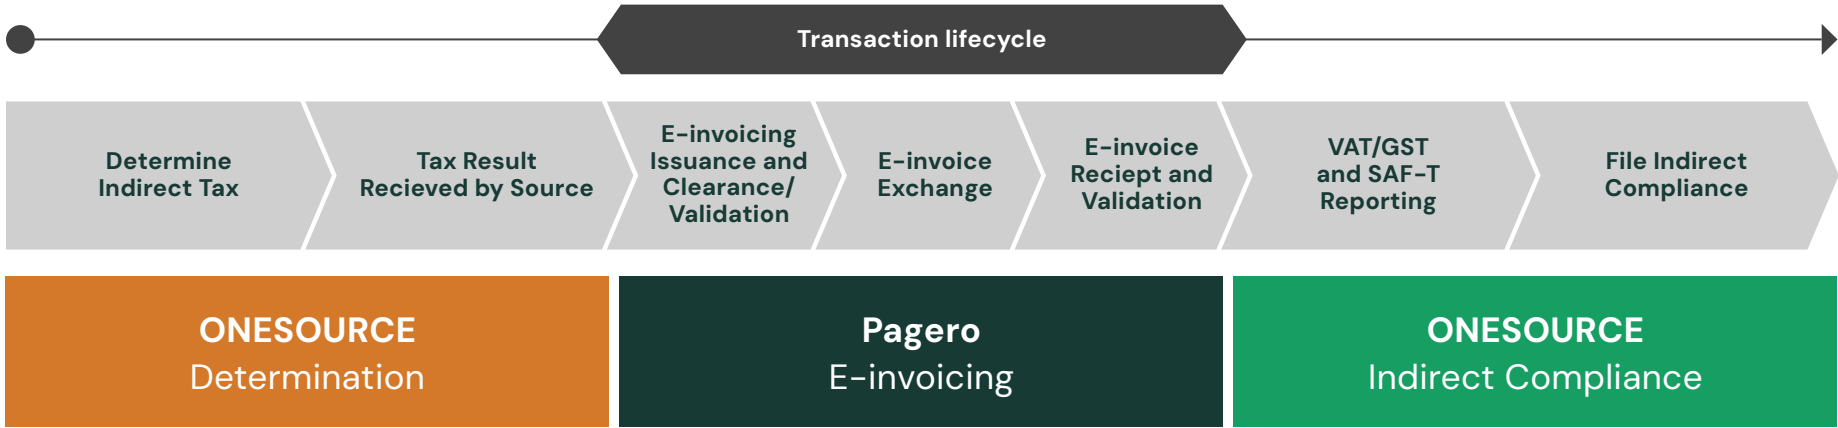 Transaction lifecycle
Determine
Indirect Tax
Tax Result
Recieved by Source
E-invoicing
Issuance and
Clearance/
Validation
E-invoice
Exchange
E-invoice
Reciept and
Validation
VAT/GST
and SAF-T
Reporting
File Indirect
Compliance
ONESOURCE
Determination
Pagero
E-invoicing
ONESOURCE
Indirect Compliance